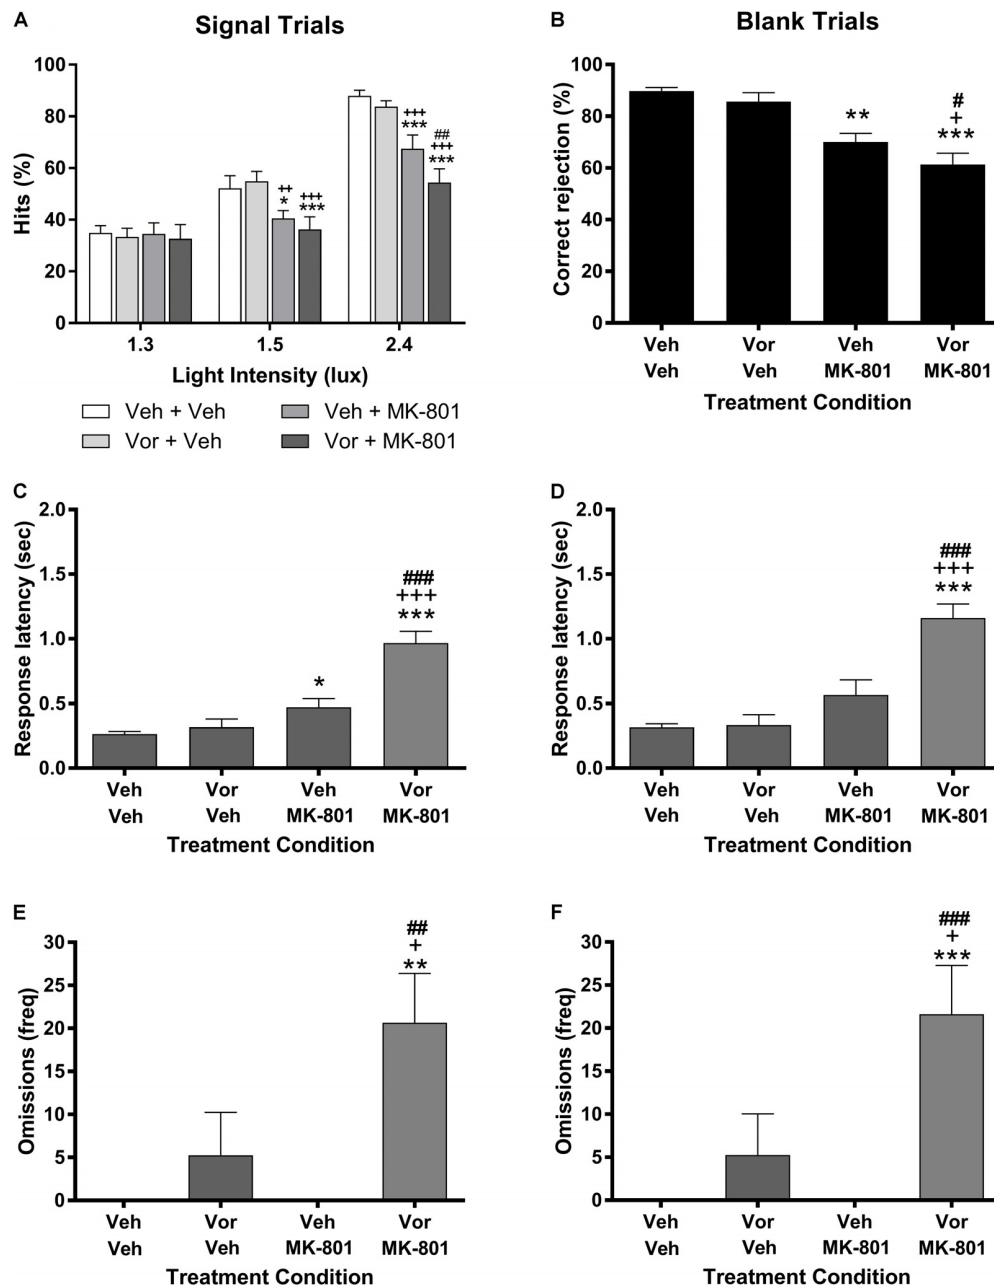 A
Signal Trials
Hits (%)
100
80
60
40
20
0
++
*
+++
***
+++
***
##
+++
***
1.3 1.5 2.4
Light Intensity (lux)
Veh + Veh
Veh + MK-801
Vor + Veh
Vor + MK-801
B
Blank Trials
Correct rejection (%)
100
80
60
40
20
0
**
#
+
***
Veh Vor Veh Vor
Veh Veh MK-801 MK-801
Treatment Condition
C
Response latency (sec)
2.0
1.5
1.0
0.5
0.0
*
###
+++
***
Veh Vor Veh Vor
Veh Veh MK-801 MK-801
Treatment Condition
D
Response latency (sec)
2.0
1.5
1.0
0.5
0.0
###
+++
***
Veh Vor Veh Vor
Veh Veh MK-801 MK-801
Treatment Condition
E
Omissions (freq)
30
25
20
15
10
5
0
##
+
**
Veh Vor Veh Vor
Veh Veh MK-801 MK-801
Treatment Condition
F
Omissions (freq)
30
25
20
15
10
5
0
###
+
***
Veh Vor Veh Vor
Veh Veh MK-801 MK-801
Treatment Condition